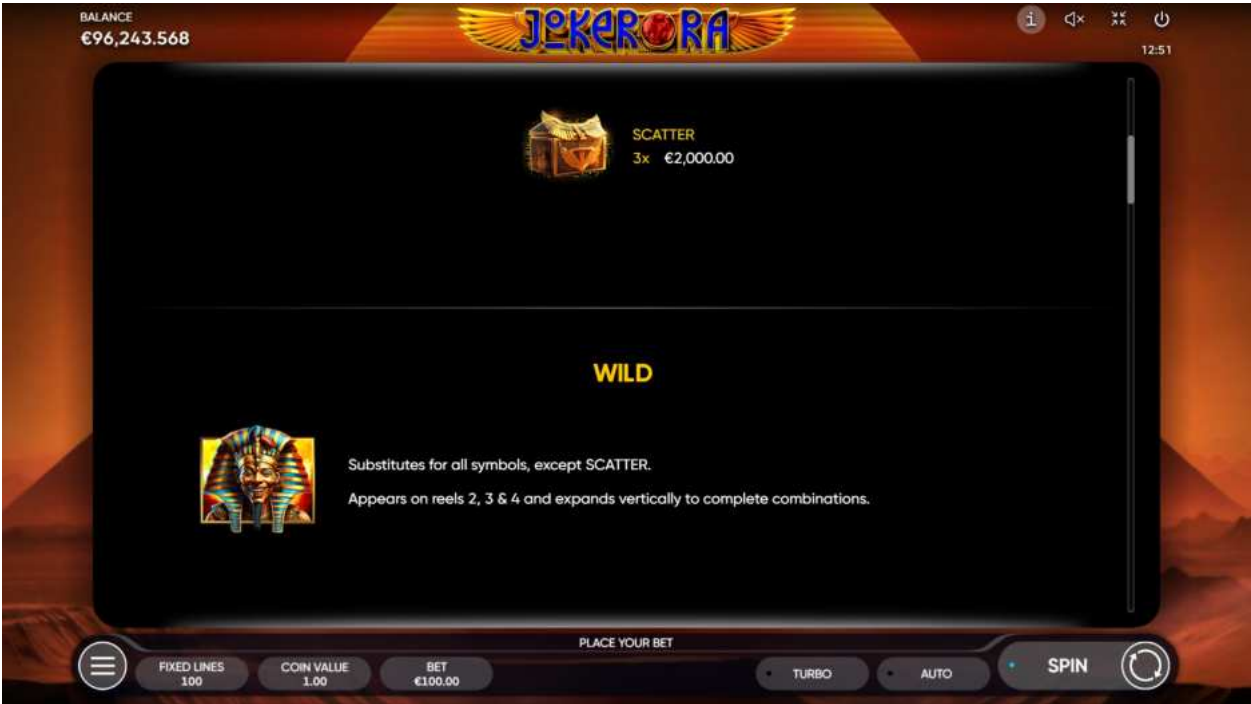 BALANCE
€96,243.568
JOKER RA
i
12:51
SCATTER
3x €2,000.00
WILD
Substitutes for all symbols, except SCATTER.
Appears on reels 2, 3 & 4 and expands vertically to complete combinations.
PLACE YOUR BET
FIXED LINES
100
COIN VALUE
1.00
BET
€100.00
TURBO
AUTO
SPIN